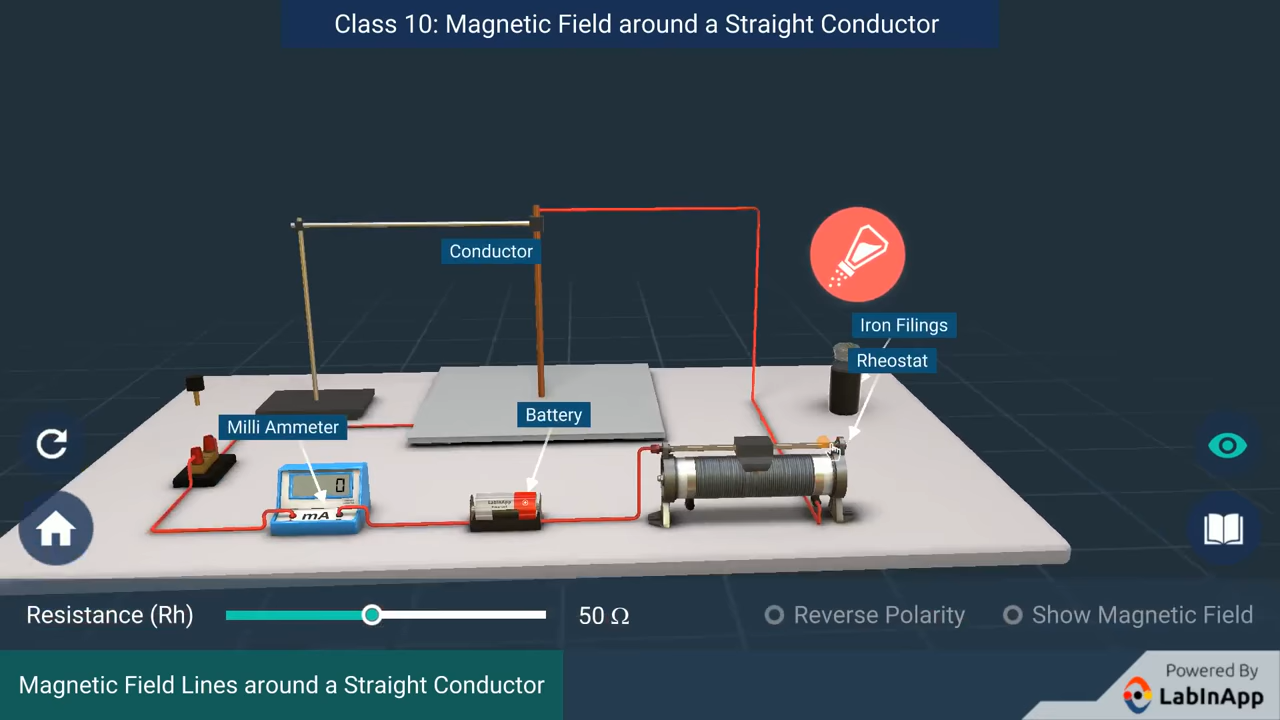 Class 10: Magnetic Field around a Straight Conductor
Conductor
Iron Filings
Rheostat
Battery
Milli Ammeter
0
mA
LabInApp
Resistance (Rh)
50 Ω
Reverse Polarity
Show Magnetic Field
Magnetic Field Lines around a Straight Conductor
Powered By
LabInApp